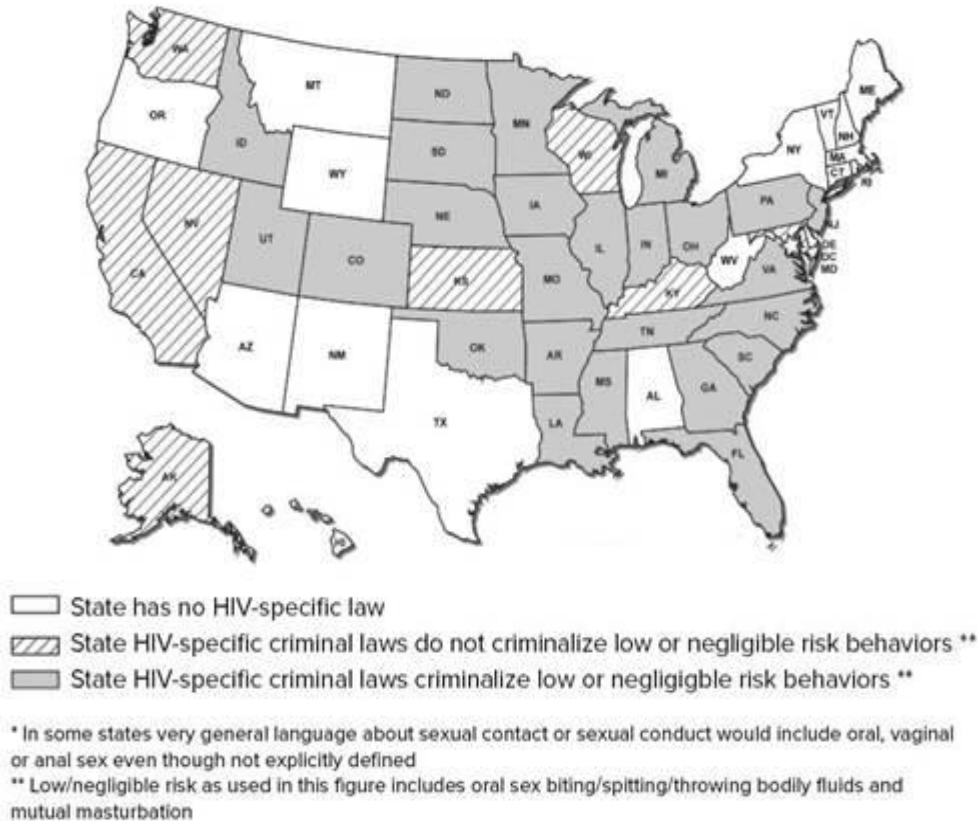 WA
MT
ND
MN
ME
OR
ID
SD
WI
MI
VT
NH
NY
MA
CT
RI
WY
IA
PA
NJ
NE
NV
UT
CO
IL
IN
OH
WV
DE
DC
MD
VA
CA
KS
MO
KY
NC
TN
AZ
NM
OK
AR
SC
MS
AL
GA
TX
LA
FL
AK
HI
State has no HIV-specific law
State HIV-specific criminal laws do not criminalize low or negligible risk behaviors **
State HIV-specific criminal laws criminalize low or negligigble risk behaviors **
* In some states very general language about sexual contact or sexual conduct would include oral, vaginal
or anal sex even though not explicitly defined
** Low/negligible risk as used in this figure includes oral sex biting/spitting/throwing bodily fluids and
mutual masturbation